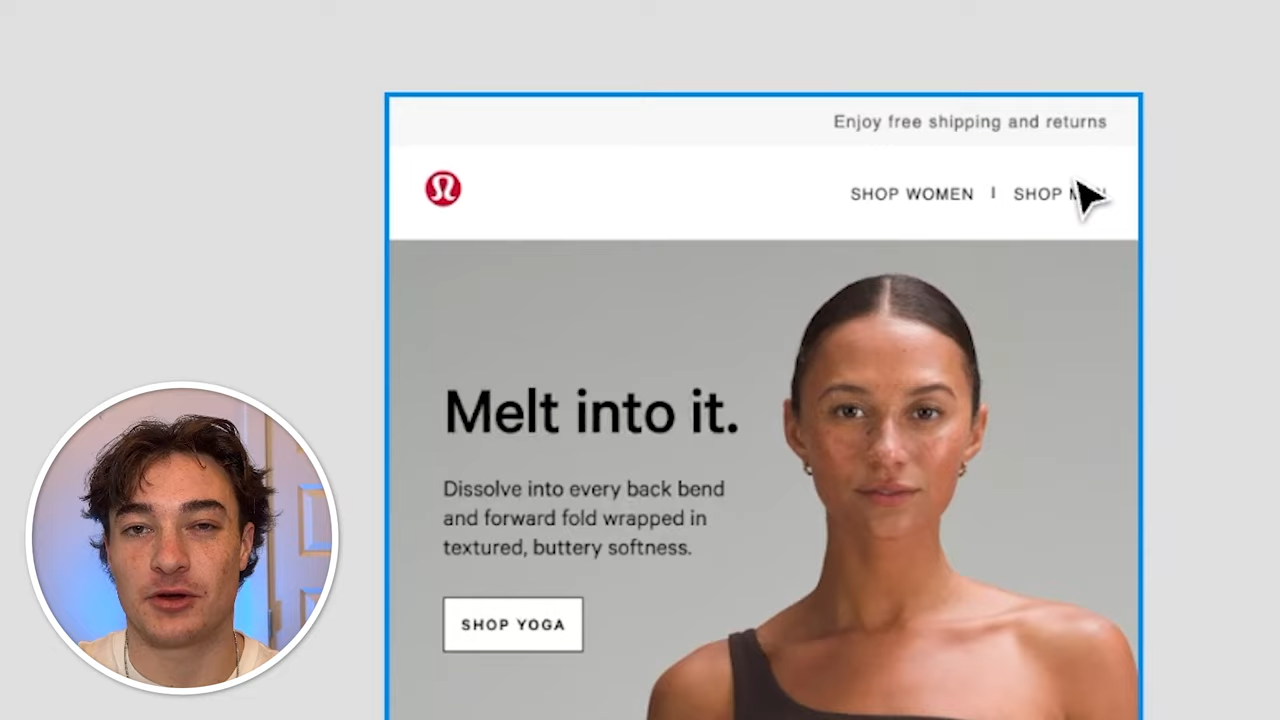 Enjoy free shipping and returns
SHOP WOMEN | SHOP
Melt into it.
Dissolve into every back bend
and forward fold wrapped in
textured, buttery softness.
SHOP YOGA